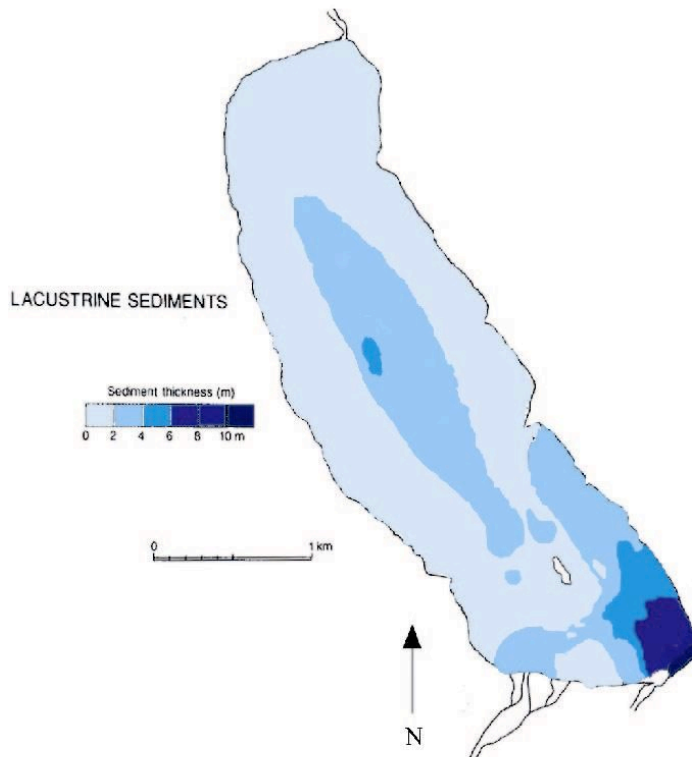 LACUSTRINE SEDIMENTS
Sediment thickness (m)
0 2 4 6 8 10 m
0 1 km
N